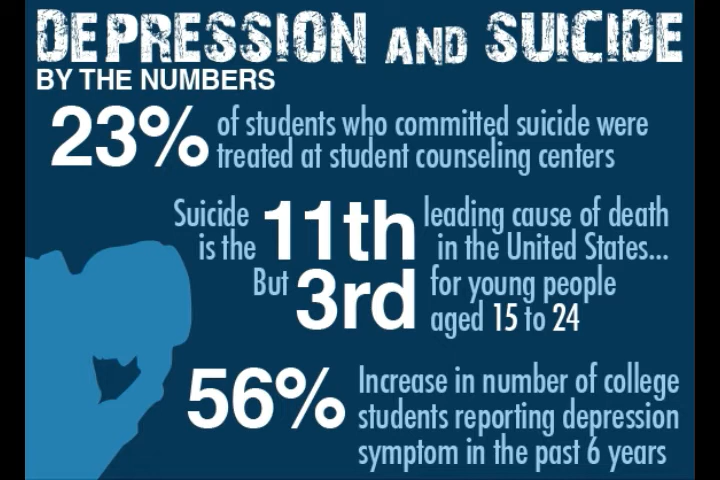 DEPRESSION AND SUICIDE
BY THE NUMBERS
23% of students who committed suicide were
treated at student counseling centers
Suicide is the 11th leading cause of death
in the United States...
But 3rd for young people
aged 15 to 24
56% Increase in number of college
students reporting depression
symptom in the past 6 years